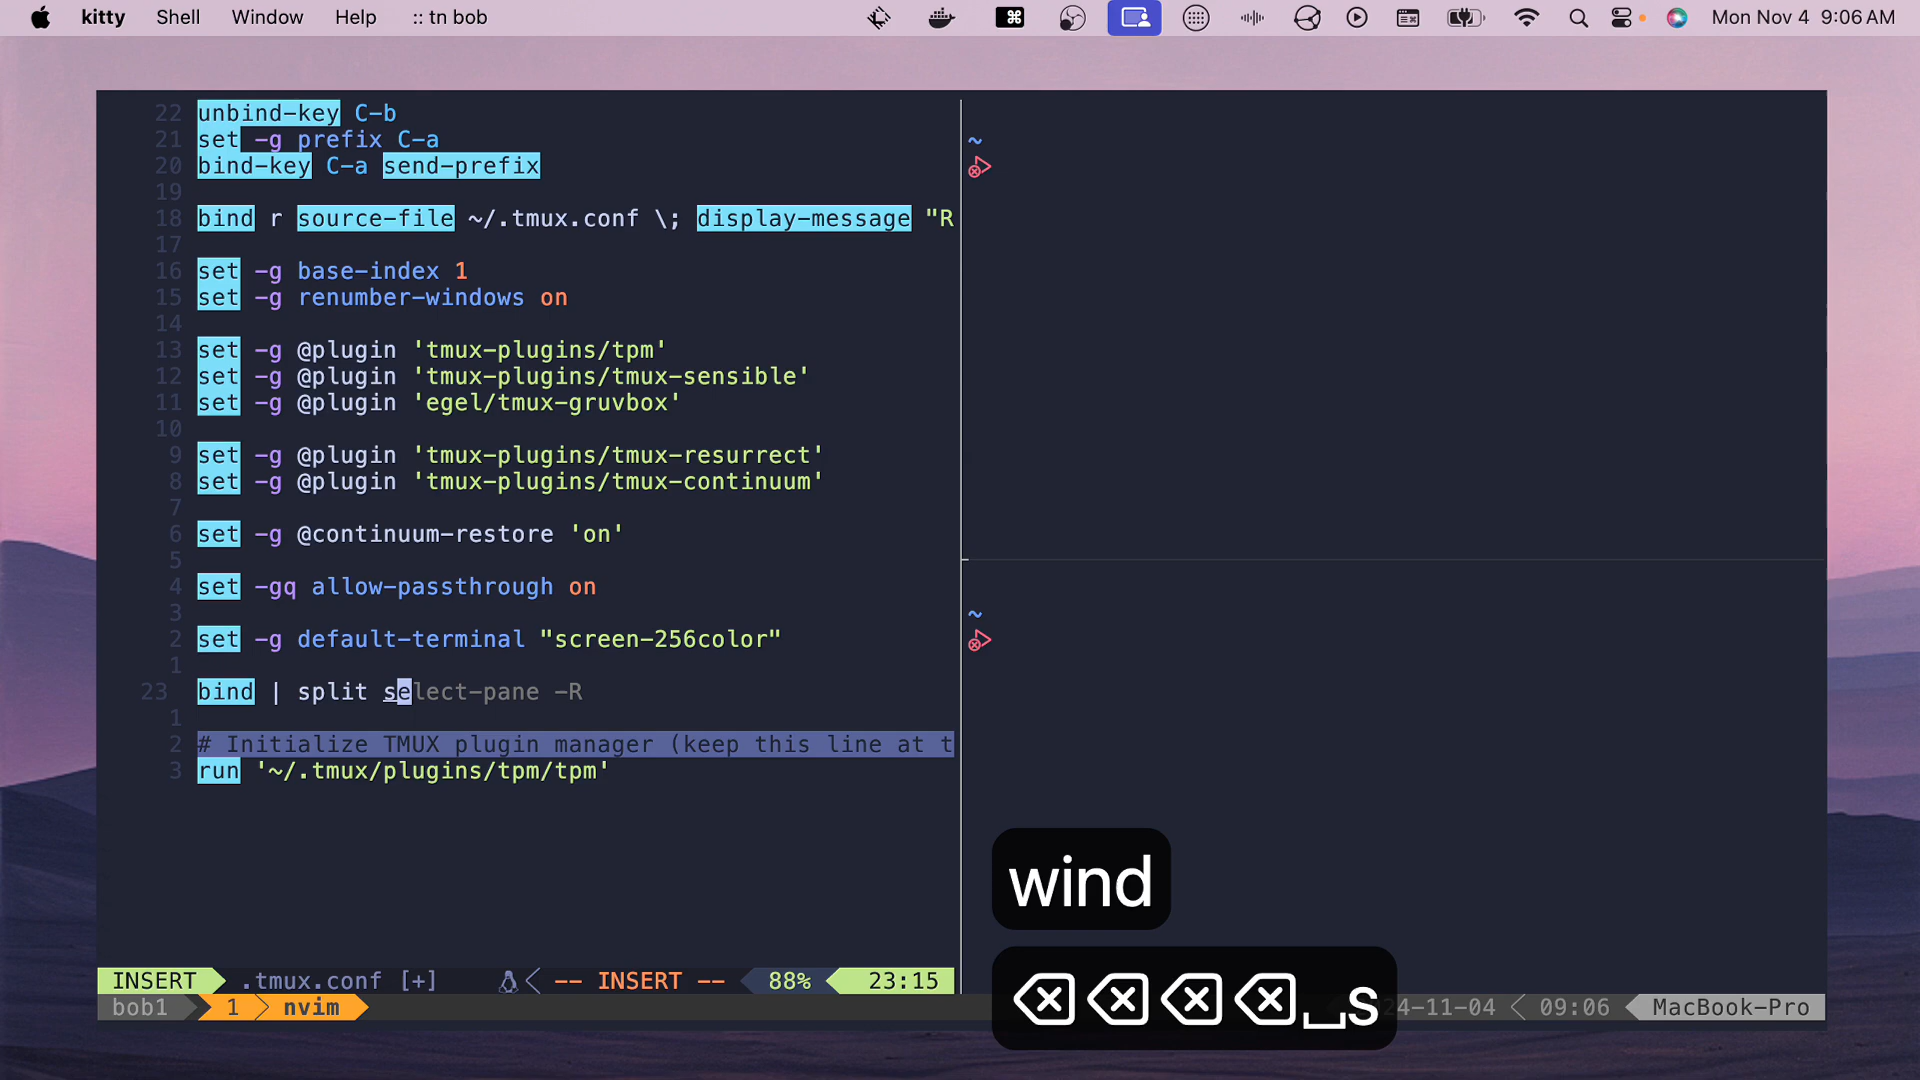 kitty Shell Window Help :: tn bob Mon Nov 4 9:06 AM
22 unbind-key C-b
21 set -g prefix C-a
20 bind-key C-a send-prefix
19
18 bind r source-file ~/.tmux.conf \; display-message "R
17
16 set -g base-index 1
15 set -g renumber-windows on
14
13 set -g @plugin 'tmux-plugins/tpm'
12 set -g @plugin 'tmux-plugins/tmux-sensible'
11 set -g @plugin 'egel/tmux-gruvbox'
10
9 set -g @plugin 'tmux-plugins/tmux-resurrect'
8 set -g @plugin 'tmux-plugins/tmux-continuum'
7
6 set -g @continuum-restore 'on'
5
4 set -gq allow-passthrough on
3
2 set -g default-terminal "screen-256color"
1
23 bind | split select-pane -R
1
2 # Initialize TMUX plugin manager (keep this line at t
3 run '~/.tmux/plugins/tpm/tpm'
INSERT .tmux.conf [+] -- INSERT -- 88% 23:15
bob1 1 nvim
~
~
wind
s
24-11-04 09:06 MacBook-Pro